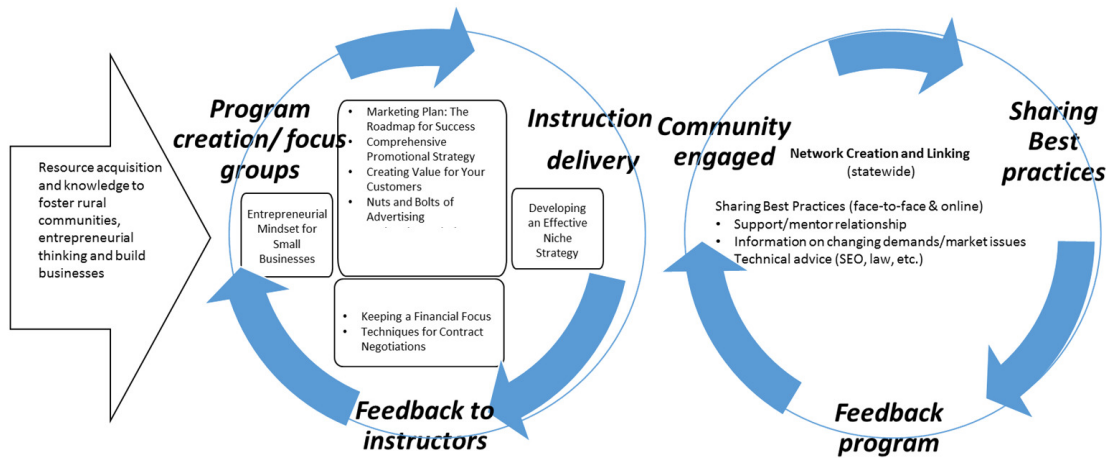 Resource acquisition
and knowledge to
foster rural
communities,
entrepreneurial
thinking and build
businesses
Program
creation/ focus
groups
• Marketing Plan: The
Roadmap for Success
• Comprehensive
Promotional Strategy
• Creating Value for Your
Customers
• Nuts and Bolts of
Advertising
Instruction
delivery
Entrepreneurial
Mindset for
Small
Businesses
Developing
an Effective
Niche
Strategy
• Keeping a Financial Focus
• Techniques for Contract
Negotiations
Feedback to
instructors
Community
engaged
Sharing
Best
practices
Network Creation and Linking
(statewide)
Sharing Best Practices (face-to-face & online)
• Support/mentor relationship
• Information on changing demands/market issues
Technical advice (SEO, law, etc.)
Feedback
program